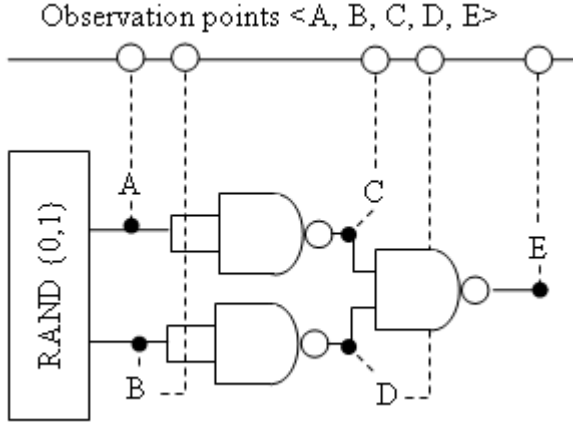 Observation points <A, B, C, D, E>
A
C
E
RAND {0,1}
B
D